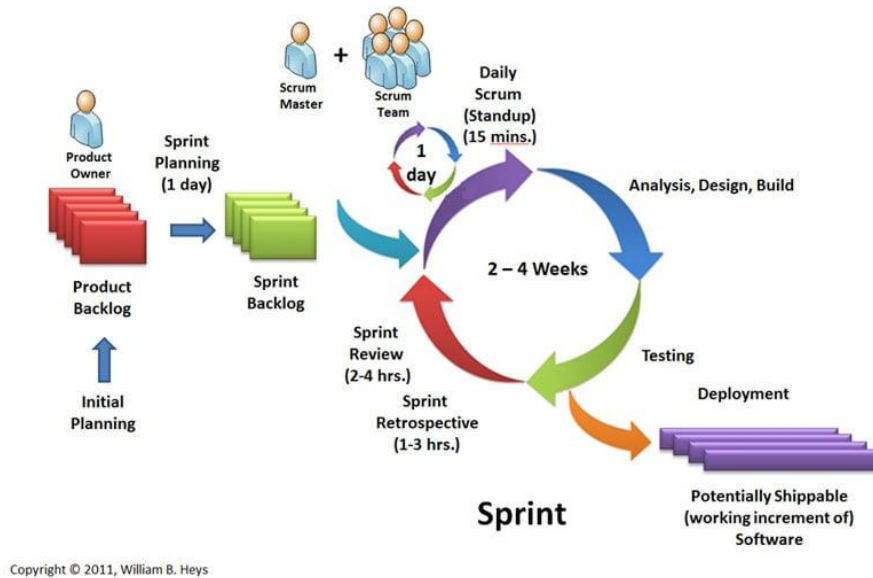 Scrum
Master
+
Scrum
Team
Daily
Scrum
(Standup)
(15 mins.)
1
day
Product
Owner
Sprint
Planning
(1 day)
Product
Backlog
Initial
Planning
Sprint
Backlog
Analysis, Design, Build
2 – 4 Weeks
Testing
Sprint
Review
(2-4 hrs.)
Sprint
Retrospective
(1-3 hrs.)
Deployment
Potentially Shippable
(working increment of)
Software
Sprint
Copyright © 2011, William B. Heys